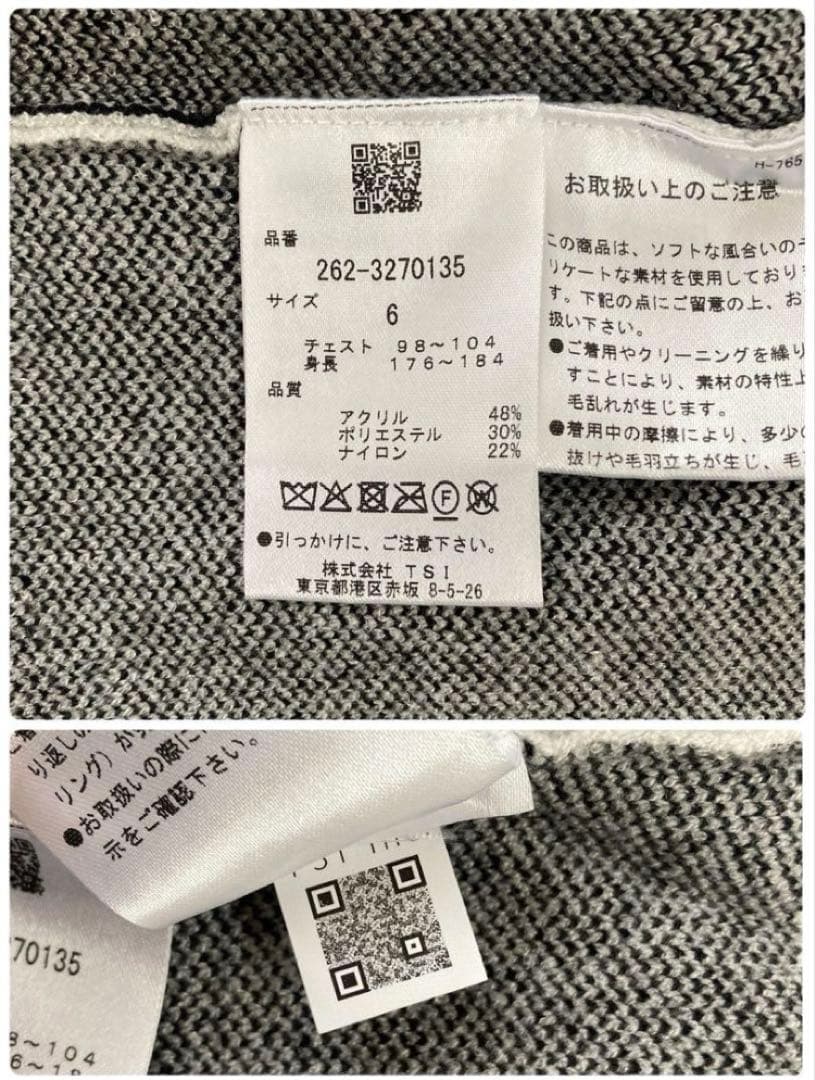 品番
262-3270135
サイズ
6
チェスト 98～104
身長 176～184
品質
アクリル 48%
ポリエステル 30%
ナイロン 22%
F
W
●引っかけに、ご注意下さい。
株式会社 TSI
東京都港区赤坂 8-5-26
H-765
お取扱い上のご注意
この商品は、ソフトな風合いのデ
リケートな素材を使用しており
す。下記の点にご留意の上、お
扱い下さい。
●ご着用やクリーニングを繰り
すことにより、素材の特性上
毛乱れが生じます。
●着用中の摩擦により、多少の
抜けや毛羽立ちが生じ、毛
り返しの
リング）が
●お取扱いの際に
示をご確認下さい。
270135
8～104
6～18